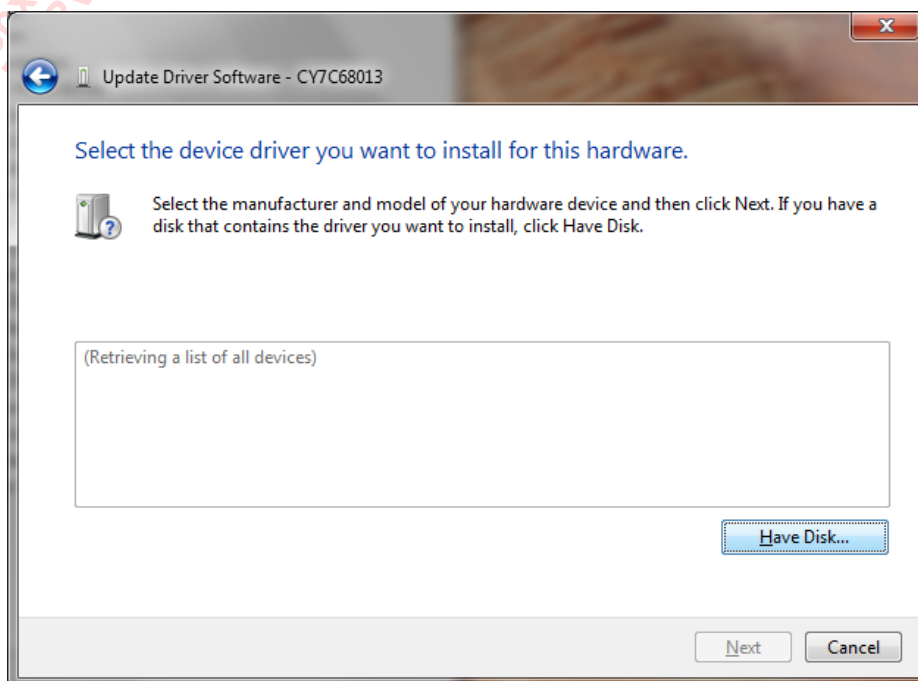 Update Driver Software - CY7C68013
Select the device driver you want to install for this hardware.
Select the manufacturer and model of your hardware device and then click Next. If you have a
disk that contains the driver you want to install, click Have Disk.
(Retrieving a list of all devices)
Have Disk...
Next
Cancel